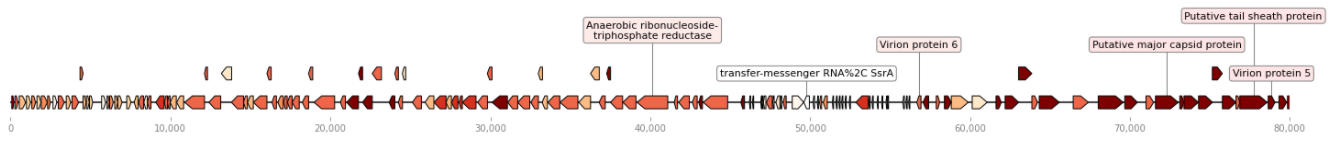 Putative tail sheath protein
Anaerobic ribonucleoside-
triphosphate reductase
Virion protein 6
Putative major capsid protein
transfer-messenger RNA%2C SsrA
Virion protein 5
0
10,000
20,000
30,000
40,000
50,000
60,000
70,000
80,000